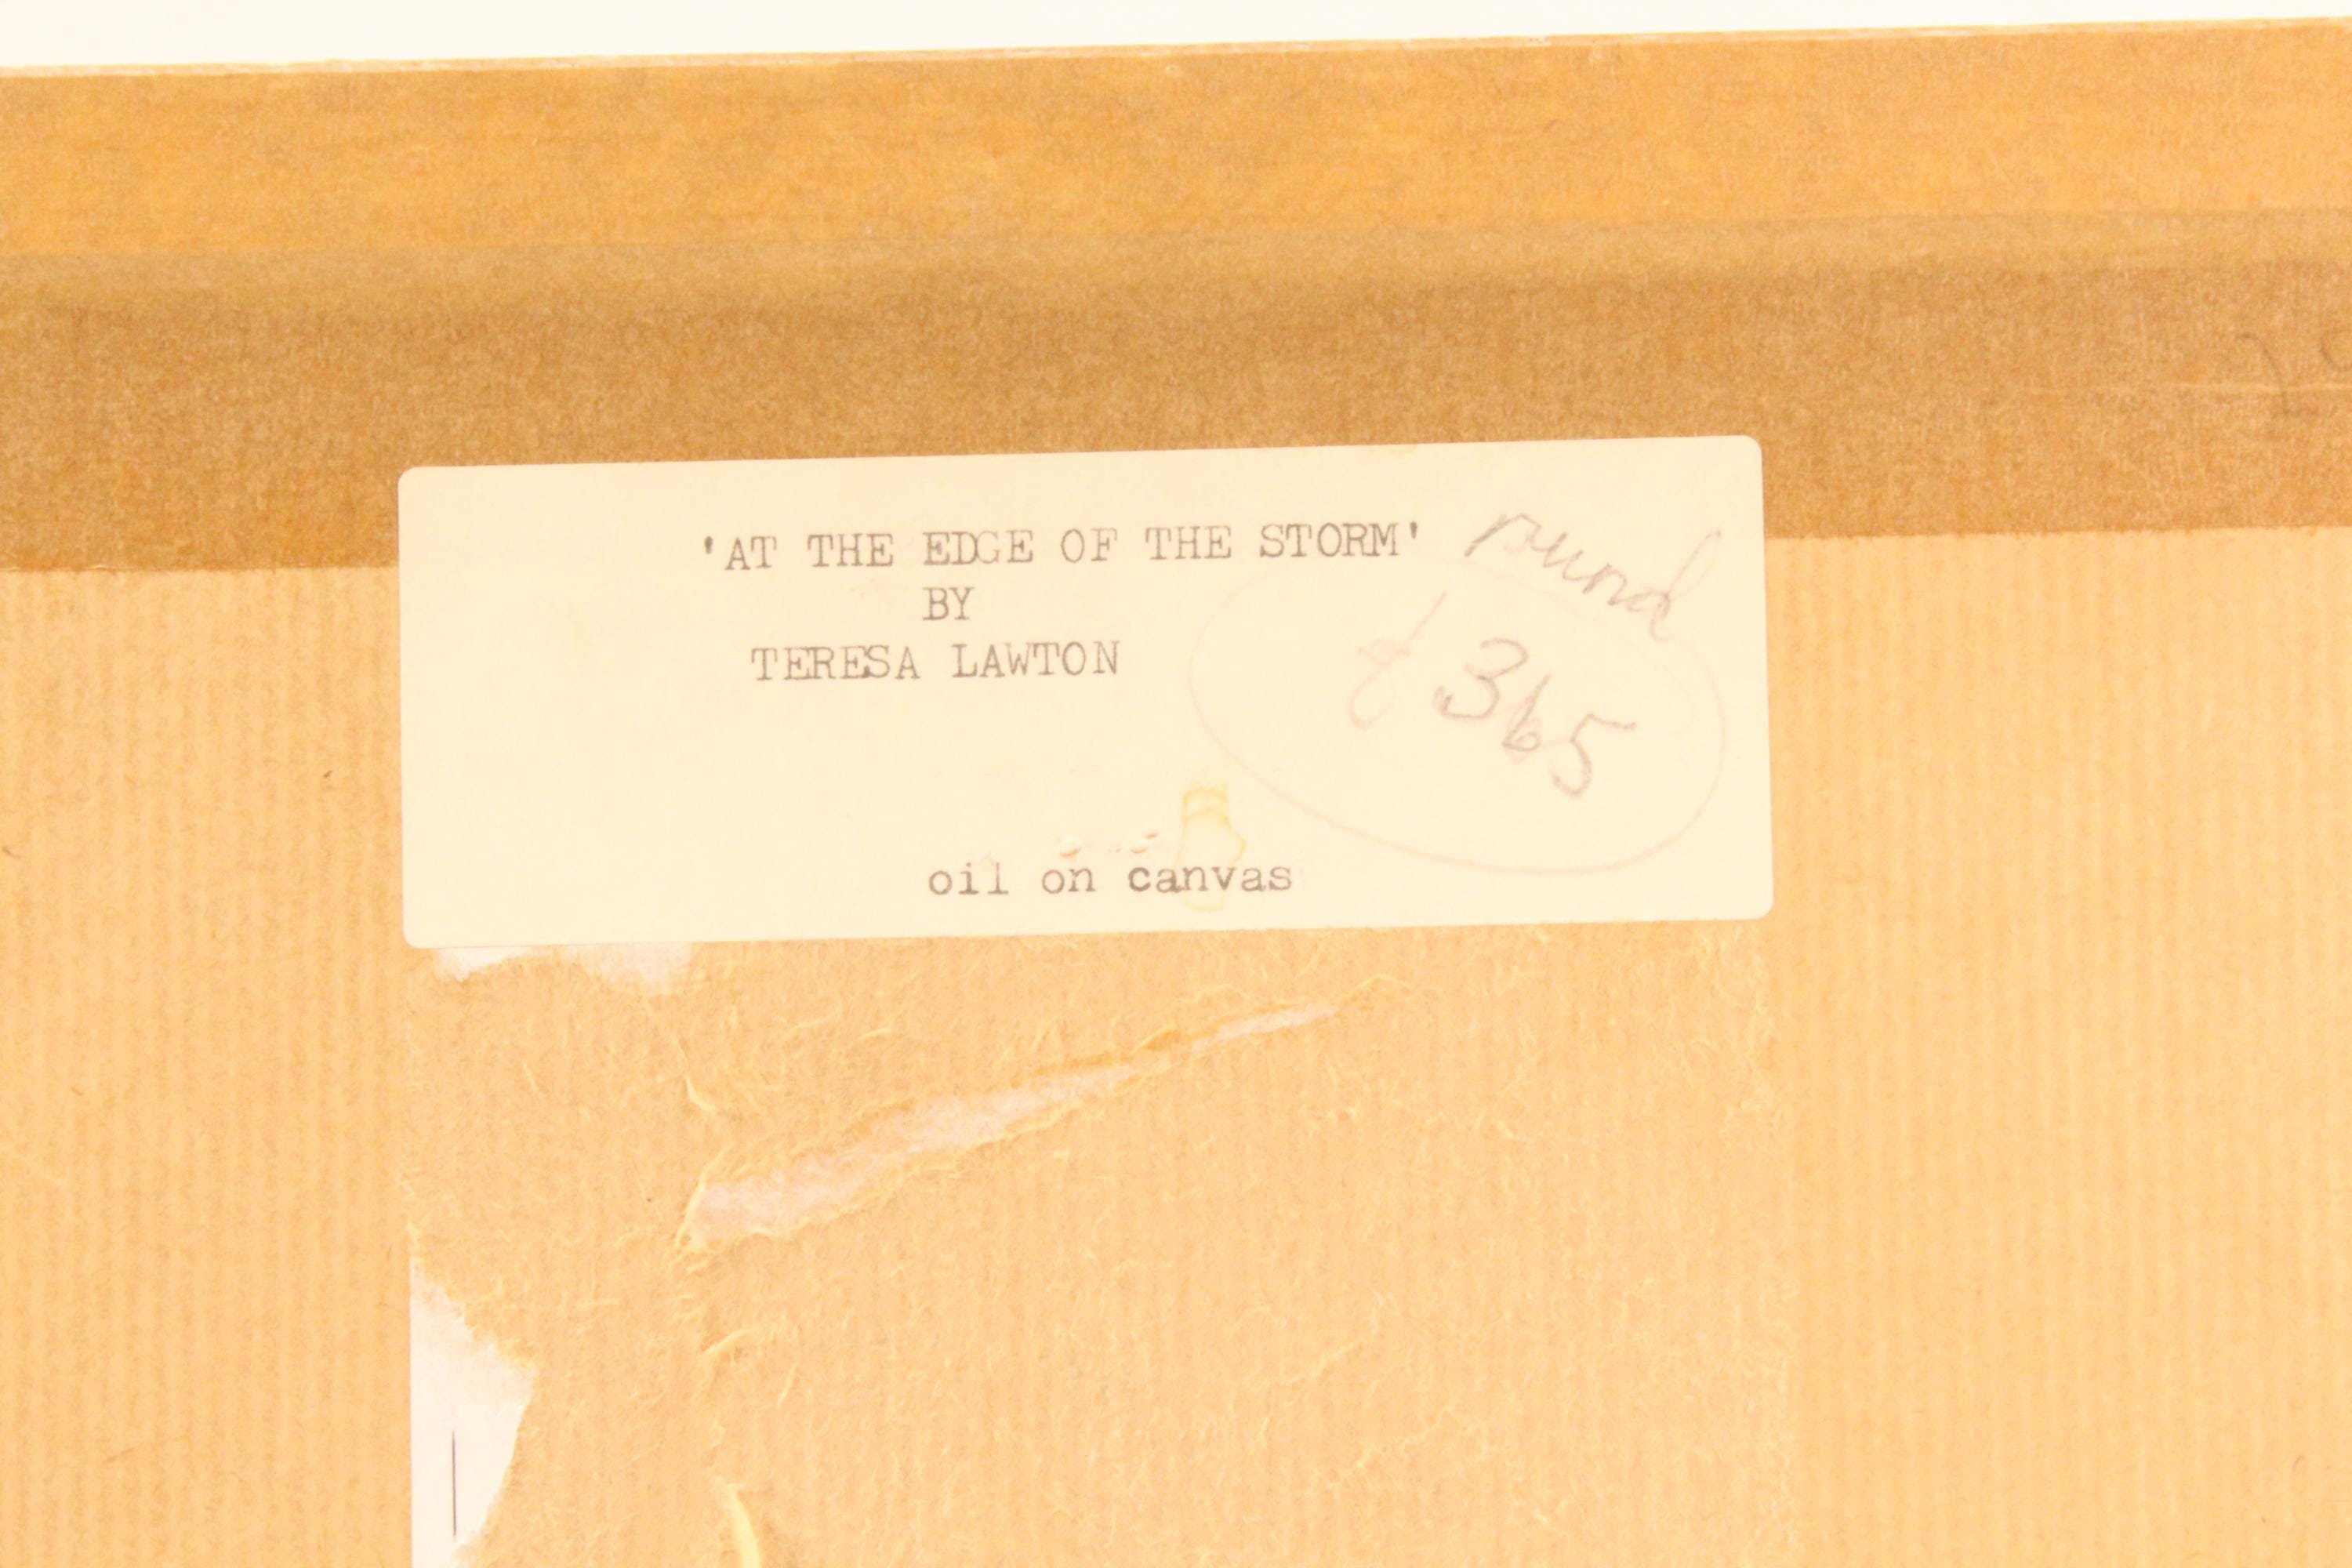 'AT THE EDGE OF THE STORM'
BY
TERESA LAWTON
£365
oil on canvas